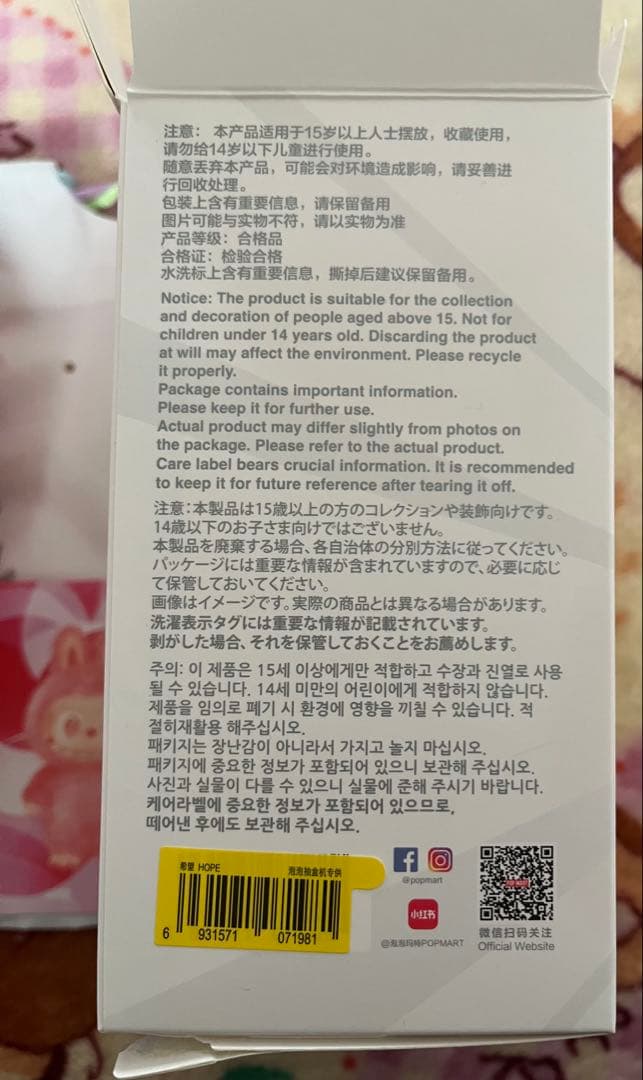 注意： 本产品适用于15岁以上人士摆放，收藏使用，
请勿给14岁以下儿童进行使用。
随意丢弃本产品，可能会对环境造成影响，请妥善进
行回收处理。
包装上含有重要信息，请保留备用
图片可能与实物不符，请以实物为准
产品等级：合格品
合格证：检验合格
水洗标上含有重要信息，撕掉后建议保留备用。
Notice: The product is suitable for the collection
and decoration of people aged above 15. Not for
children under 14 years old. Discarding the product
at will may affect the environment. Please recycle
it properly.
Package contains important information.
Please keep it for further use.
Actual product may differ slightly from photos on
the package. Please refer to the actual product.
Care label bears crucial information. It is recommended
to keep it for future reference after tearing it off.
注意：本製品は15歳以上の方のコレクションや装飾向けです。
14歳以下のお子さま向けではございません。
本製品を廃棄する場合、各自治体の分別方法に従ってください。
パッケージには重要な情報が含まれていますので、必要に応じ
て保管しておいてください。
画像はイメージです。実際の商品とは異なる場合があります。
洗濯表示タグには重要な情報が記載されています。
剥がした場合、それを保管しておくことをお薦めします。
주의: 이 제품은 15세 이상에게만 적합하고 수장과 진열로 사용
될 수 있습니다. 14세 미만의 어린이에게 적합하지 않습니다.
제품을 임의로 폐기 시 환경에 영향을 끼칠 수 있습니다. 적
절히재활용 해주십시오.
패키지는 장난감이 아니라서 가지고 놀지 마십시오.
패키지에 중요한 정보가 포함되어 있으니 보관해 주십시오.
사진과 실물이 다를 수 있으니 실물에 준해 주시기 바랍니다.
케어라벨에 중요한 정보가 포함되어 있으므로,
떼어낸 후에도 보관해 주십시오.
希望 HOPE 泡泡抽盒机专供
6 931571 071981
@popmart
小红书
@泡泡玛特POPMART
POP MART
微信扫码关注
Official Website